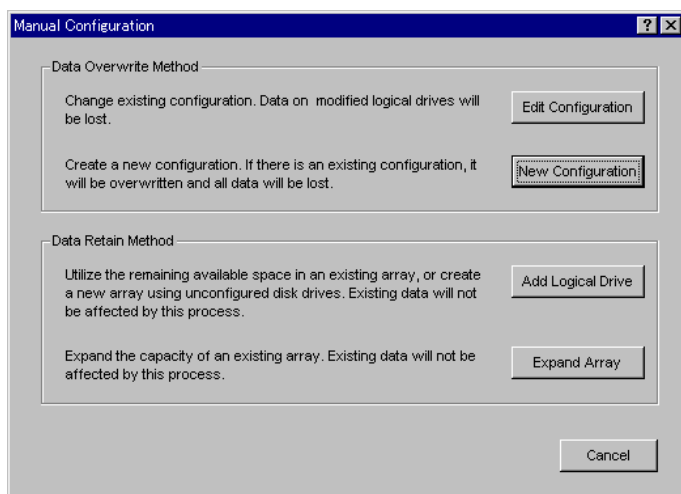 Manual Configuration
Data Overwrite Method
Change existing configuration. Data on modified logical drives will
be lost.
Edit Configuration
Create a new configuration. If there is an existing configuration, it
will be overwritten and all data will be lost.
New Configuration
Data Retain Method
Utilize the remaining available space in an existing array, or create
a new array using unconfigured disk drives. Existing data will not
be affected by this process.
Add Logical Drive
Expand the capacity of an existing array. Existing data will not be
affected by this process.
Expand Array
Cancel